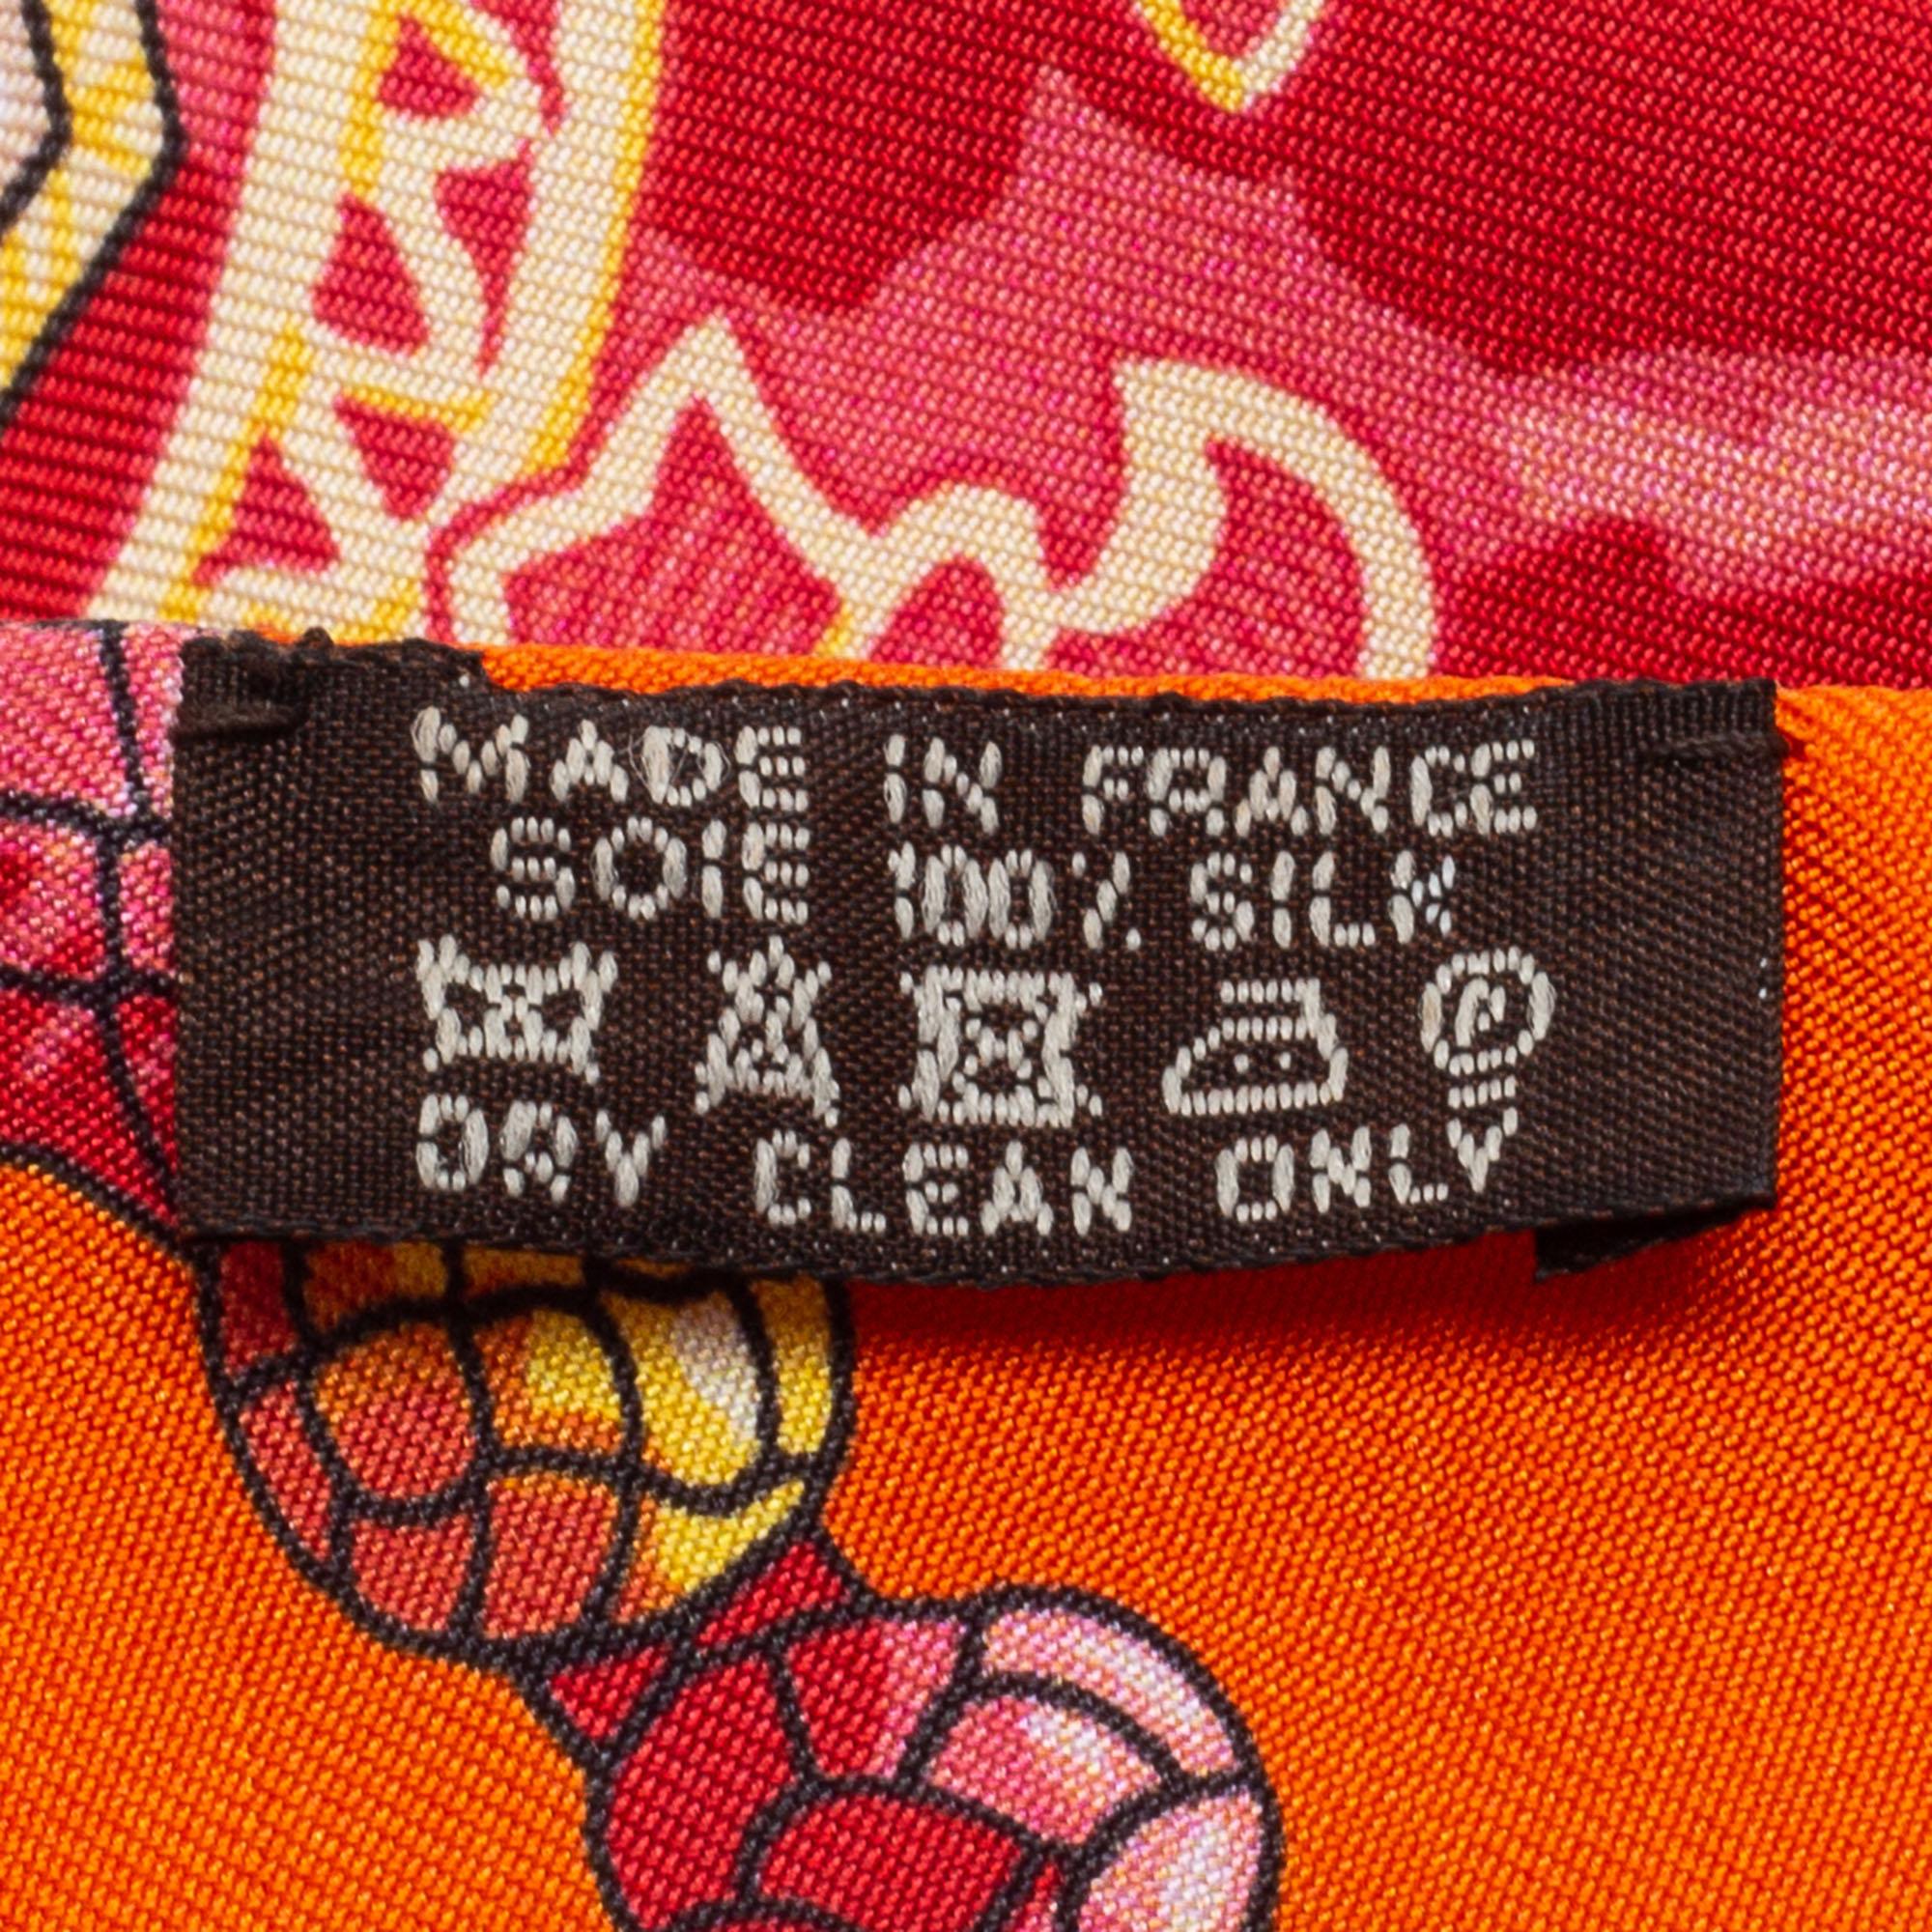 MADE IN FRANCE
SOIE 100% SILK
P
DRY CLEAN ONLY